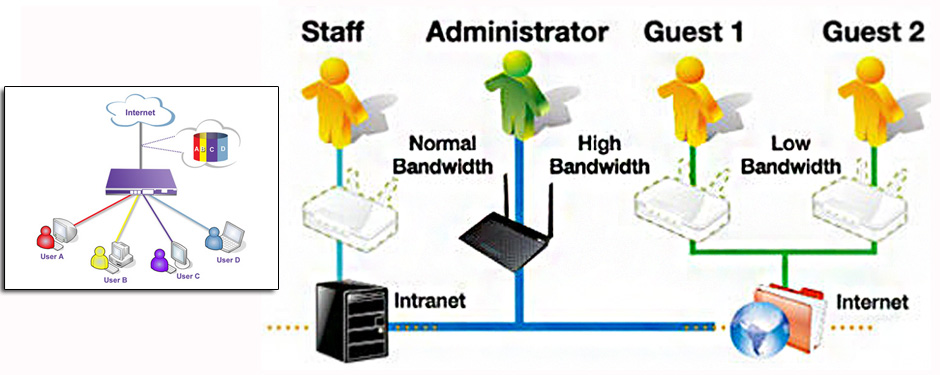 Internet
A B C D
User A
User B
User C
User D
Staff
Administrator
Guest 1
Guest 2
Normal
Bandwidth
High
Bandwidth
Low
Bandwidth
Intranet
Internet